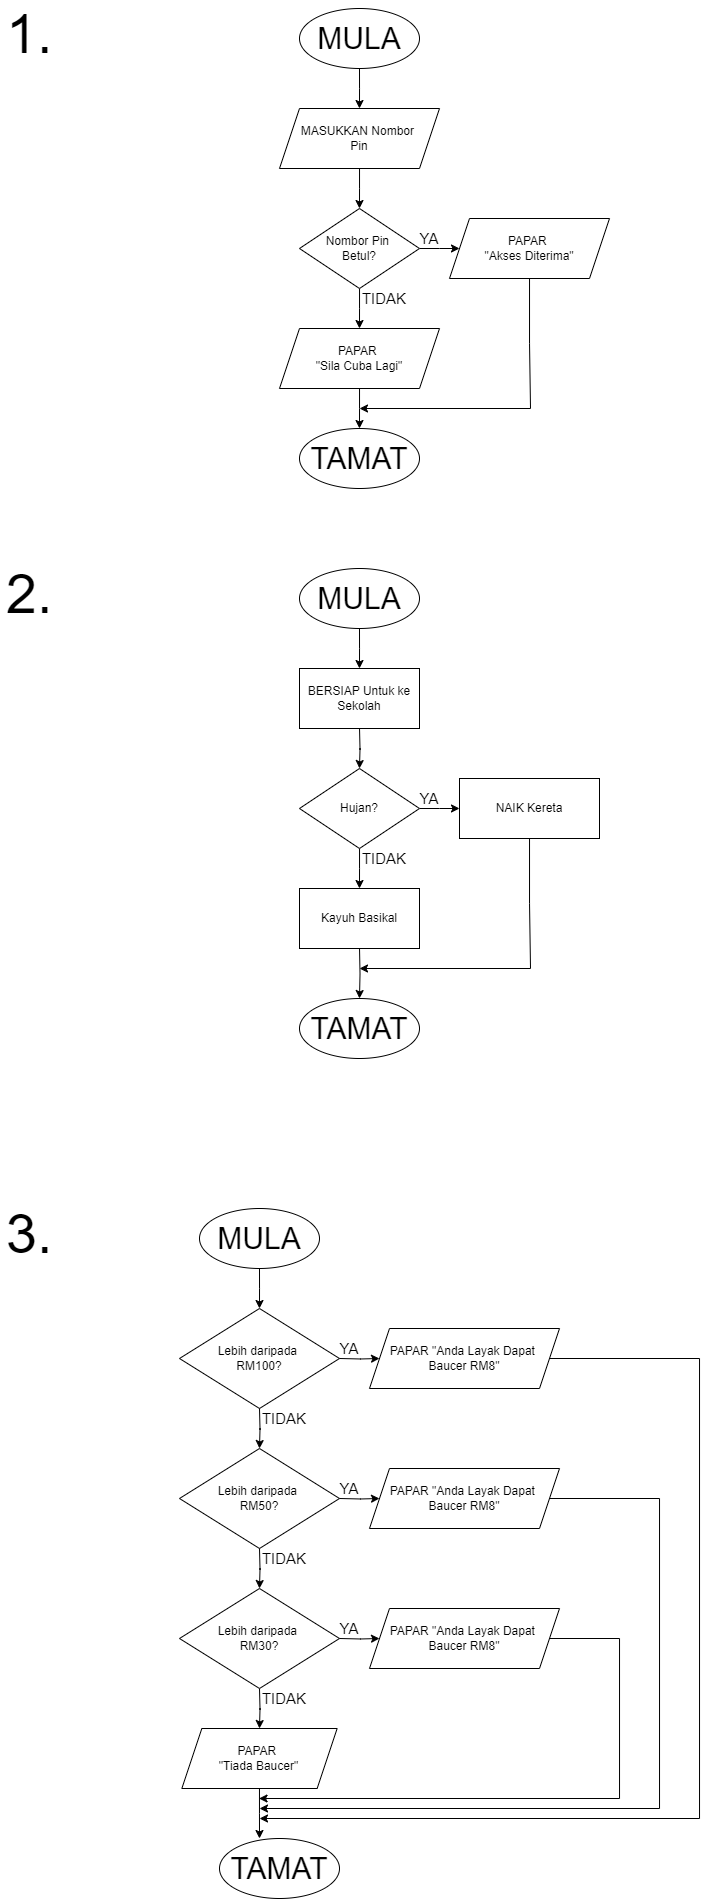 1.
MULA
MASUKKAN Nombor
Pin
Nombor Pin
Betul?
YA
PAPAR
"Akses Diterima"
TIDAK
PAPAR
"Sila Cuba Lagi"
TAMAT
2.
MULA
BERSIAP Untuk ke
Sekolah
Hujan?
YA
NAIK Kereta
TIDAK
Kayuh Basikal
TAMAT
3.
MULA
Lebih daripada
RM100?
YA
PAPAR "Anda Layak Dapat
Baucer RM8"
TIDAK
Lebih daripada
RM50?
YA
PAPAR "Anda Layak Dapat
Baucer RM8"
TIDAK
Lebih daripada
RM30?
YA
PAPAR "Anda Layak Dapat
Baucer RM8"
TIDAK
PAPAR
"Tiada Baucer"
TAMAT